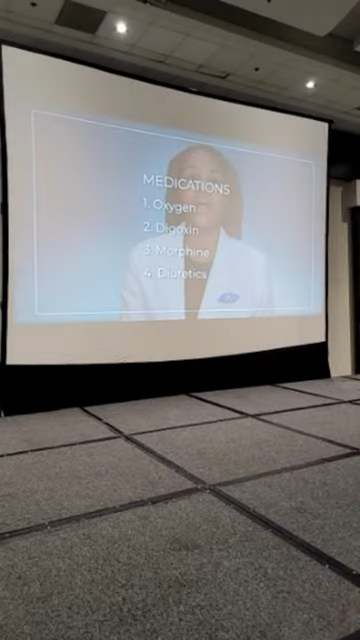 MEDICATIONS
1. Oxygen
2. Digoxin
3. Morphine
4. Diuretics